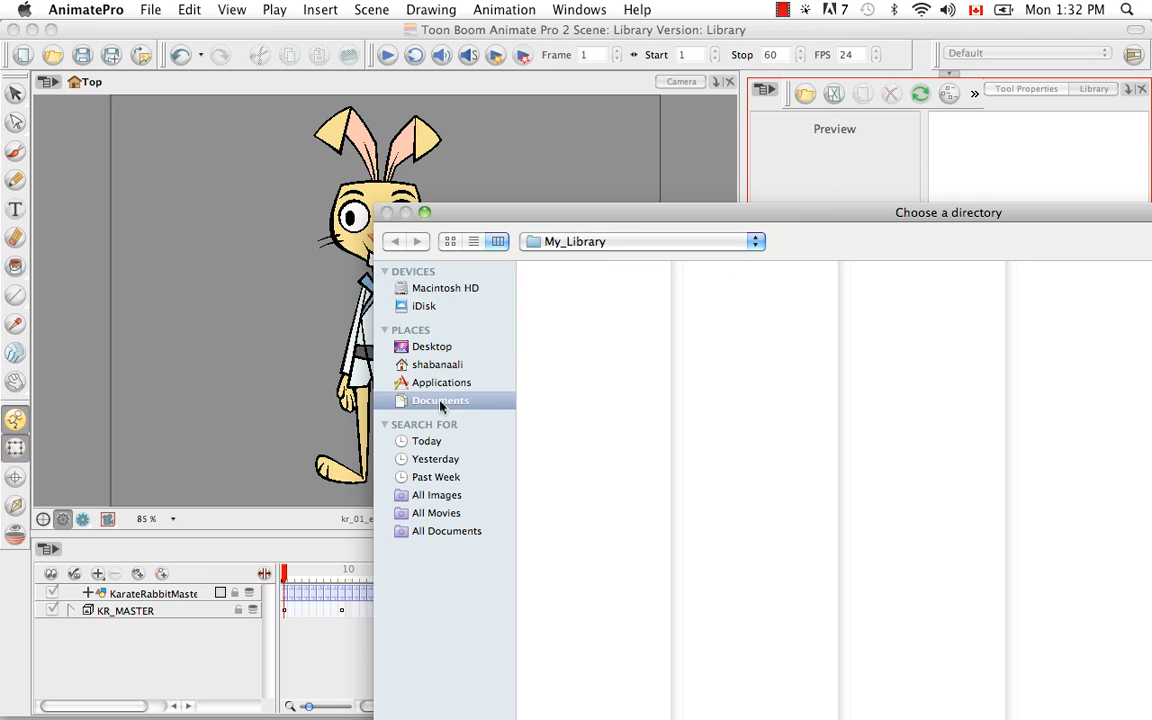 AnimatePro File Edit View Play Insert Scene Drawing Animation Windows Help 7 Mon 1:32 PM
Toon Boom Animate Pro 2 Scene: Library Version: Library
Frame 1 Start 1 Stop 60 FPS 24 Default
Top Camera
Tool Properties Library
Preview
Choose a directory
My_Library
DEVICES
Macintosh HD
iDisk
PLACES
Desktop
shabanaali
Applications
Documents
SEARCH FOR
Today
Yesterday
Past Week
All Images
All Movies
All Documents
85 % kr_01_e
10
KarateRabbitMaste
KR_MASTER